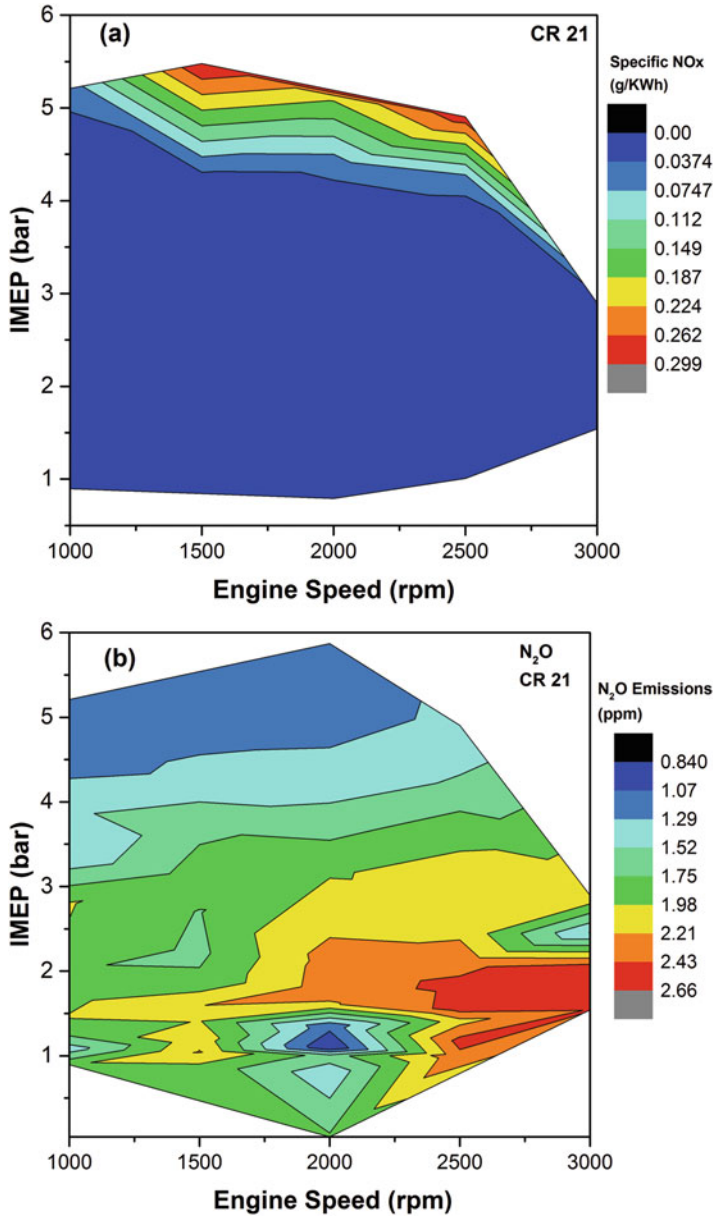 (a)
CR 21
Specific NOx
(g/KWh)
0.00
0.0374
0.0747
0.112
0.149
0.187
0.224
0.262
0.299
6
5
4
3
2
1
IMEP (bar)
1000 1500 2000 2500 3000
Engine Speed (rpm)
(b)
N₂O
CR 21
N₂O Emissions
(ppm)
0.840
1.07
1.29
1.52
1.75
1.98
2.21
2.43
2.66
6
5
4
3
2
1
IMEP (bar)
1000 1500 2000 2500 3000
Engine Speed (rpm)